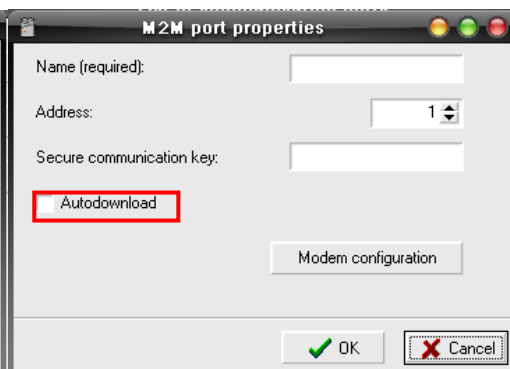 M2M port properties
Name (required):
Address:
1
Secure communication key:
Autodownload
Modem configuration
OK
Cancel